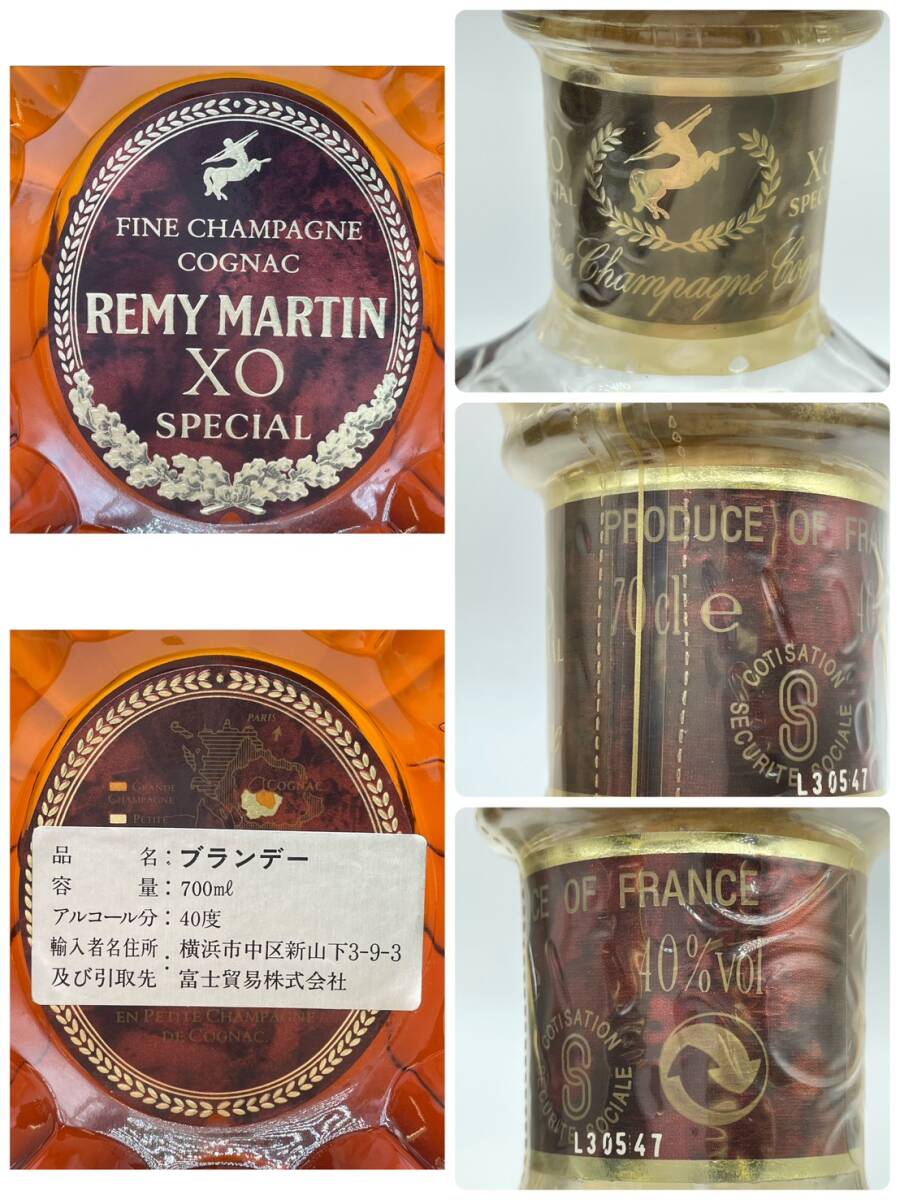 FINE CHAMPAGNE
COGNAC
REMY MARTIN
XO
SPECIAL
XO
SPEC
Champagne
PRODUCE OF FRA
70cl e
COTISATION
SECURITE SOCIALE
L30547
PARIS
COGNAC
GRANDE
CHAMPAGNE
PETITE
品名:ブランデー
容量:700mℓ
アルコール分:40度
輸入者名住所及び引取先:横浜市中区新山下3-9-3
富士貿易株式会社
EN PETITE CHAMPAGNE
DE COGNAC
CE OF FRANCE
40%vol
COTISATION
SECURITE SOCIALE
L30547